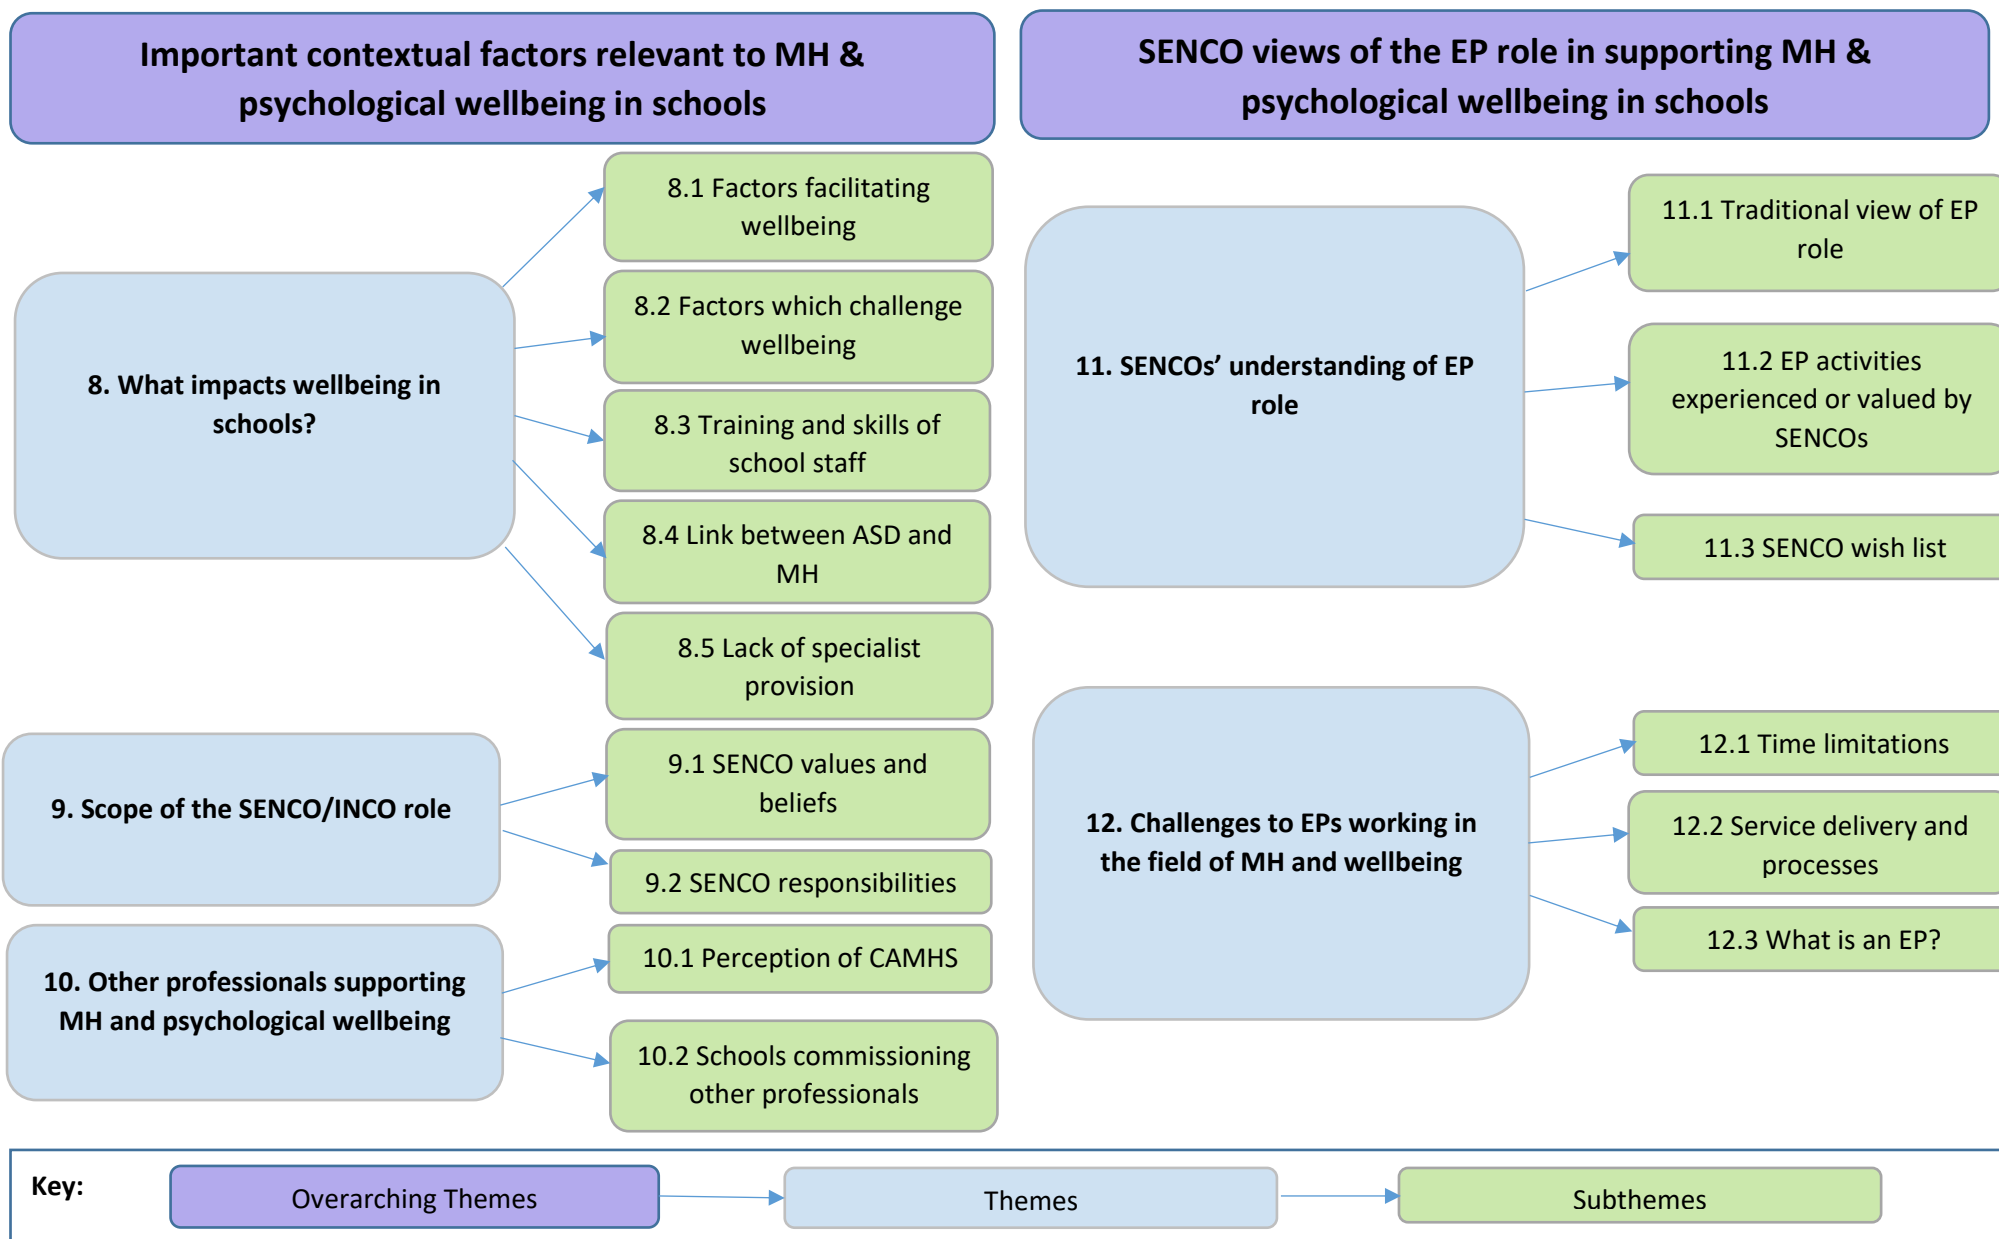 Important contextual factors relevant to MH &
psychological wellbeing in schools
8. What impacts wellbeing in
schools?
8.1 Factors facilitating
wellbeing
8.2 Factors which challenge
wellbeing
8.3 Training and skills of
school staff
8.4 Link between ASD and
MH
8.5 Lack of specialist
provision
9. Scope of the SENCO/INCO role
9.1 SENCO values and
beliefs
9.2 SENCO responsibilities
10. Other professionals supporting
MH and psychological wellbeing
10.1 Perception of CAMHS
10.2 Schools commissioning
other professionals
SENCO views of the EP role in supporting MH &
psychological wellbeing in schools
11. SENCOs’ understanding of EP
role
11.1 Traditional view of EP
role
11.2 EP activities
experienced or valued by
SENCOs
11.3 SENCO wish list
12. Challenges to EPs working in
the field of MH and wellbeing
12.1 Time limitations
12.2 Service delivery and
processes
12.3 What is an EP?
Key:
Overarching Themes
Themes
Subthemes